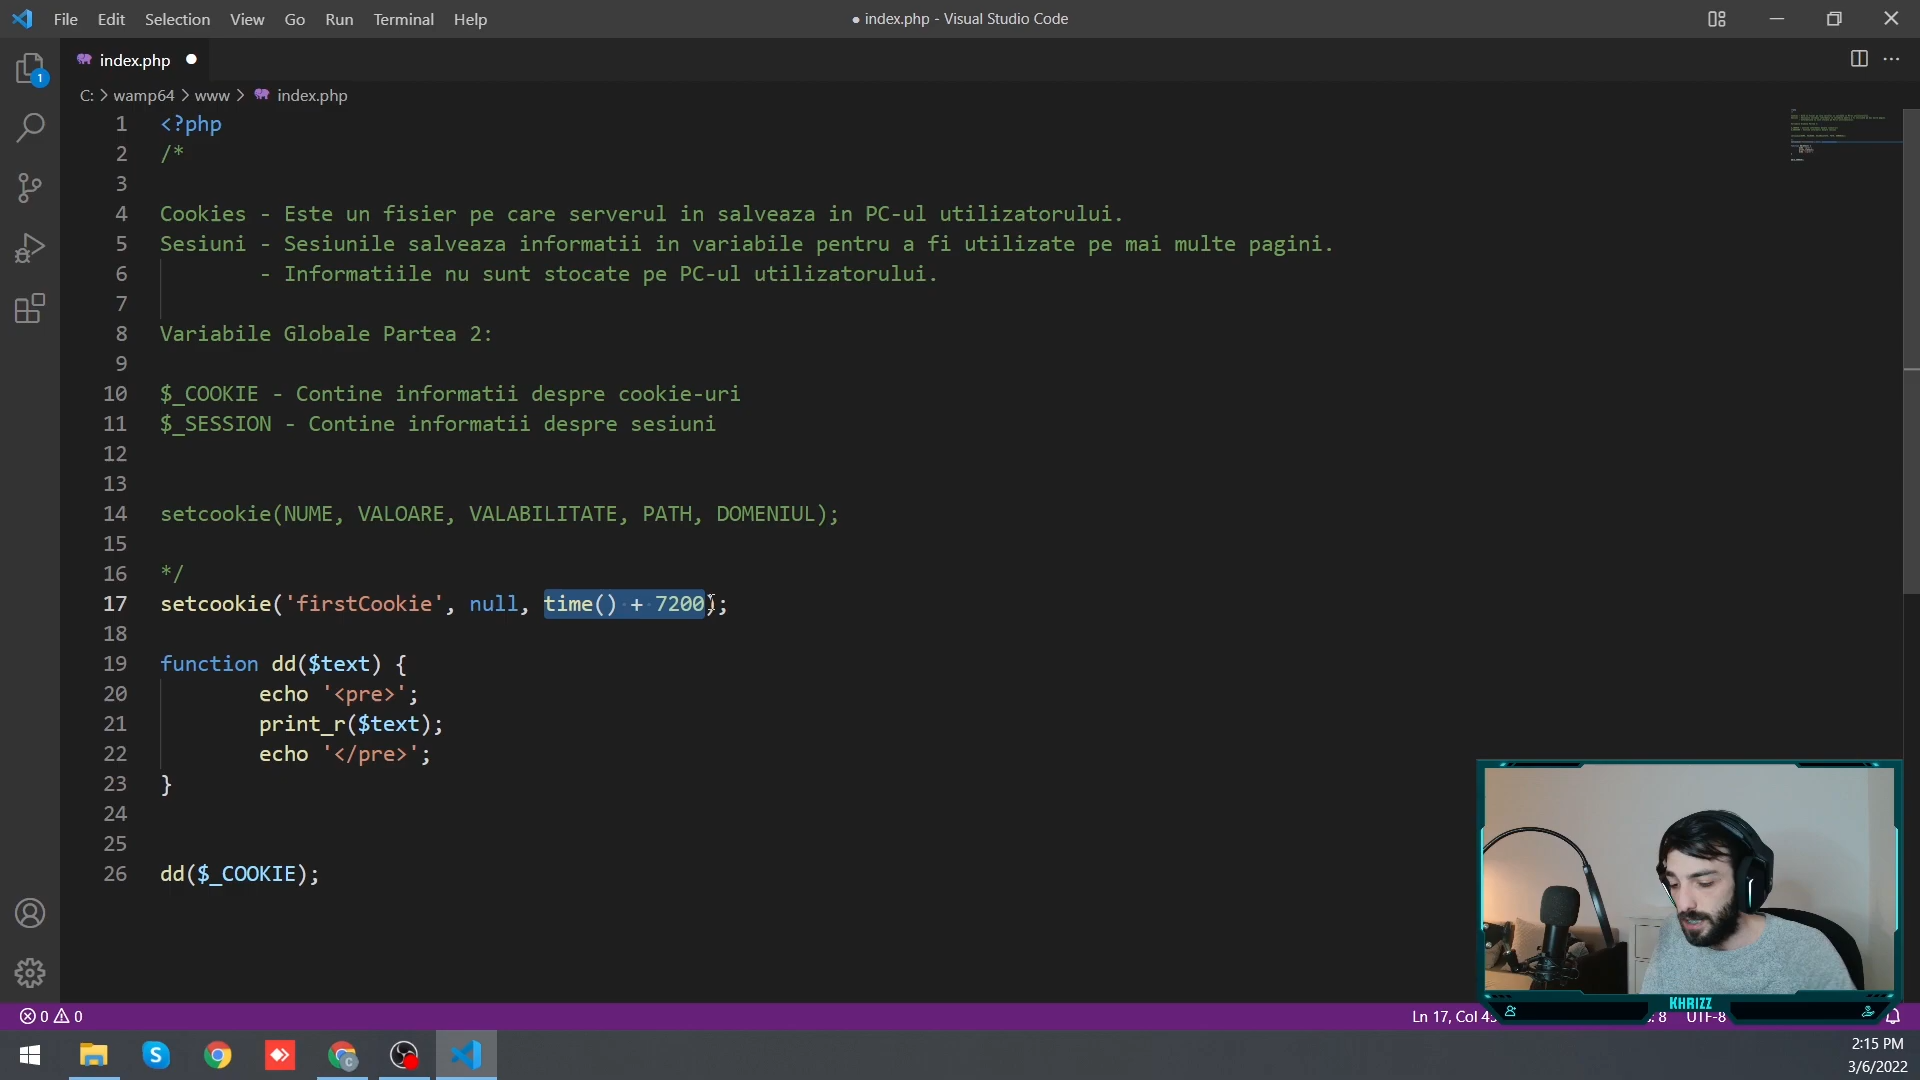 File Edit Selection View Go Run Terminal Help
● index.php - Visual Studio Code
index.php
C: > wamp64 > www > index.php
1 <?php
2 /*
3
4 Cookies - Este un fisier pe care serverul in salveaza in PC-ul utilizatorului.
5 Sesiuni - Sesiunile salveaza informatii in variabile pentru a fi utilizate pe mai multe pagini.
6 - Informatiile nu sunt stocate pe PC-ul utilizatorului.
7
8 Variabile Globale Partea 2:
9
10 $_COOKIE - Contine informatii despre cookie-uri
11 $_SESSION - Contine informatii despre sesiuni
12
13
14 setcookie(NUME, VALOARE, VALABILITATE, PATH, DOMENIUL);
15
16 */
17 setcookie('firstCookie', null, time() + 7200);
18
19 function dd($text) {
20 echo '<pre>';
21 print_r($text);
22 echo '</pre>';
23 }
24
25
26 dd($_COOKIE);
1
KHRIZZ
0 0
Ln 17, Col 45
: 8 UTF-8
2:15 PM
3/6/2022